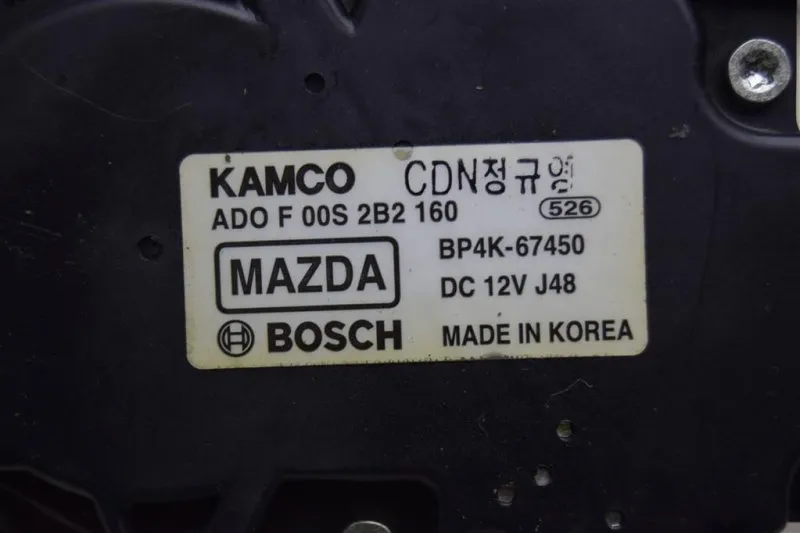 KAMCO CDN정규영
ADO F 00S 2B2 160 526
MAZDA BP4K-67450
DC 12V J48
BOSCH MADE IN KOREA